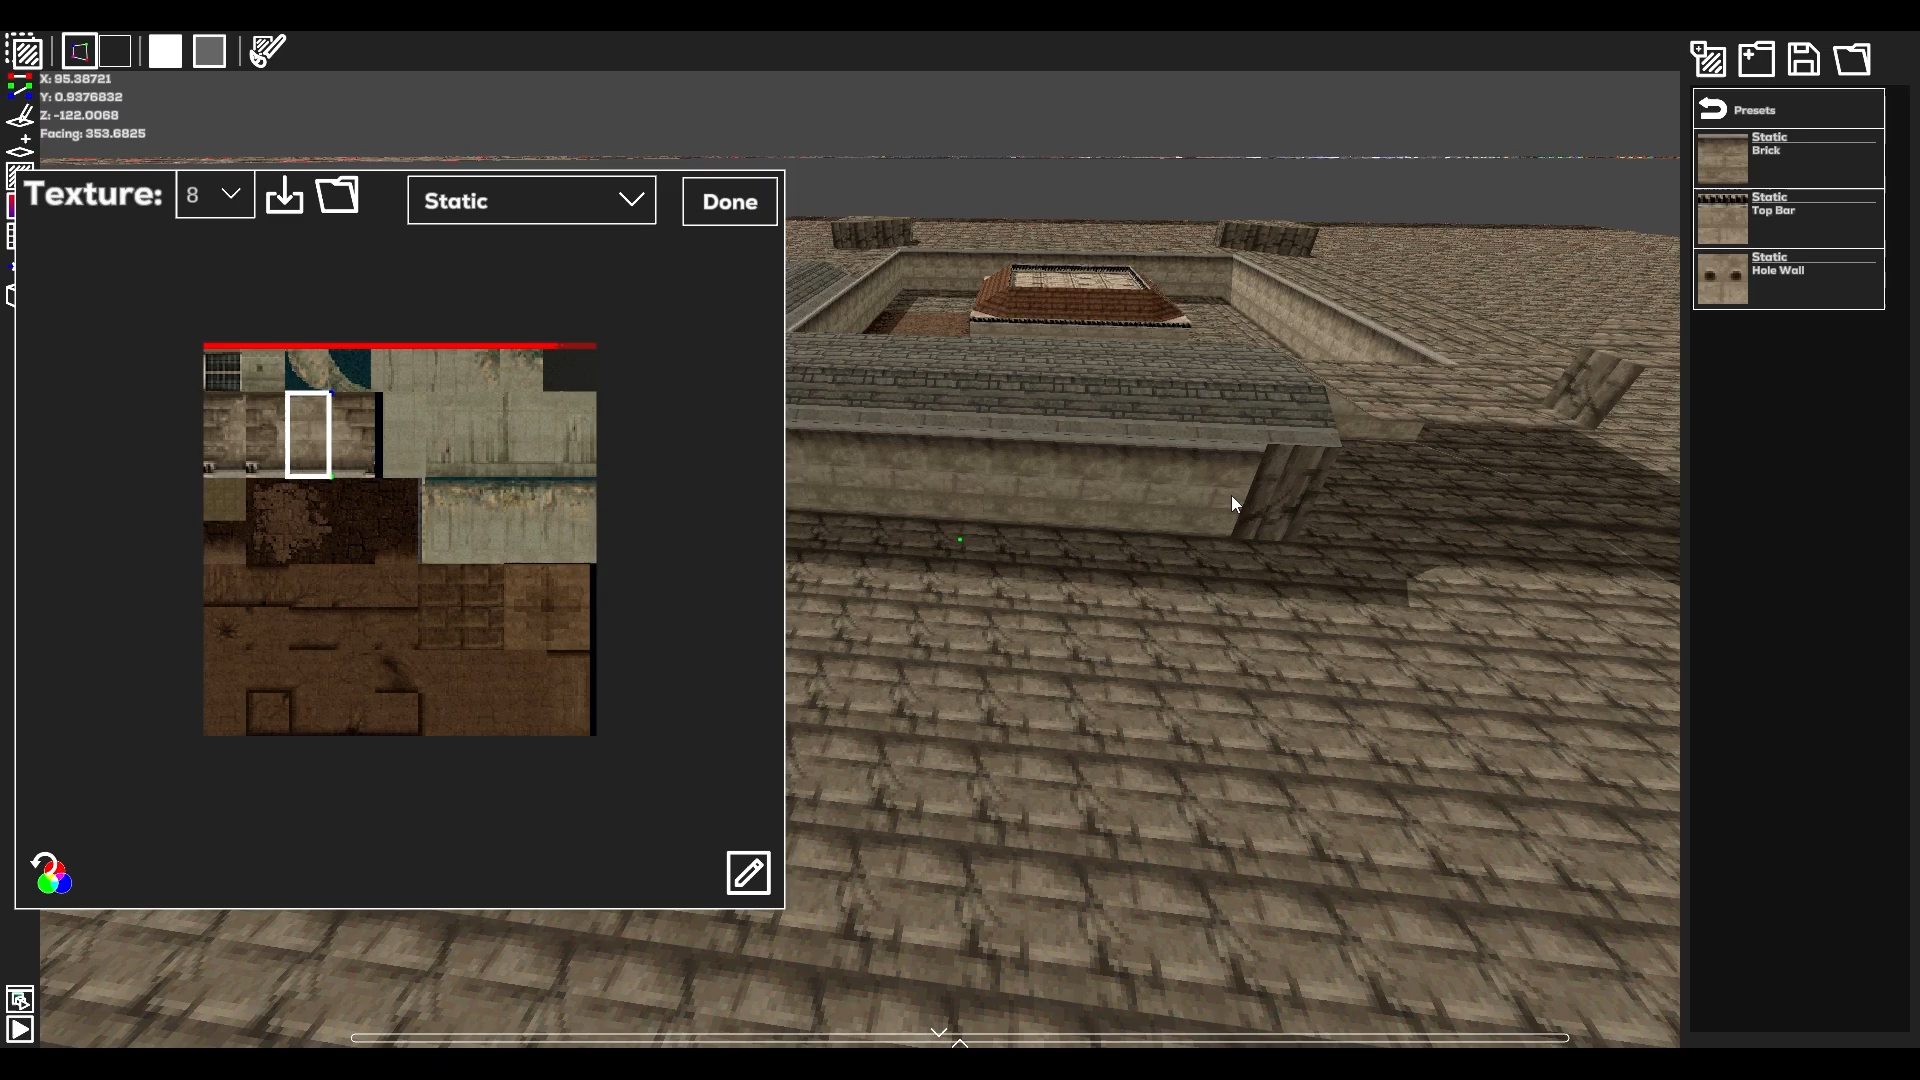 X: 95.38721
Y: 0.9376832
Z: -122.0068
Facing: 353.6825
Texture: 8
Static
Done
Presets
Static
Brick
Static
Top Bar
Static
Hole Wall